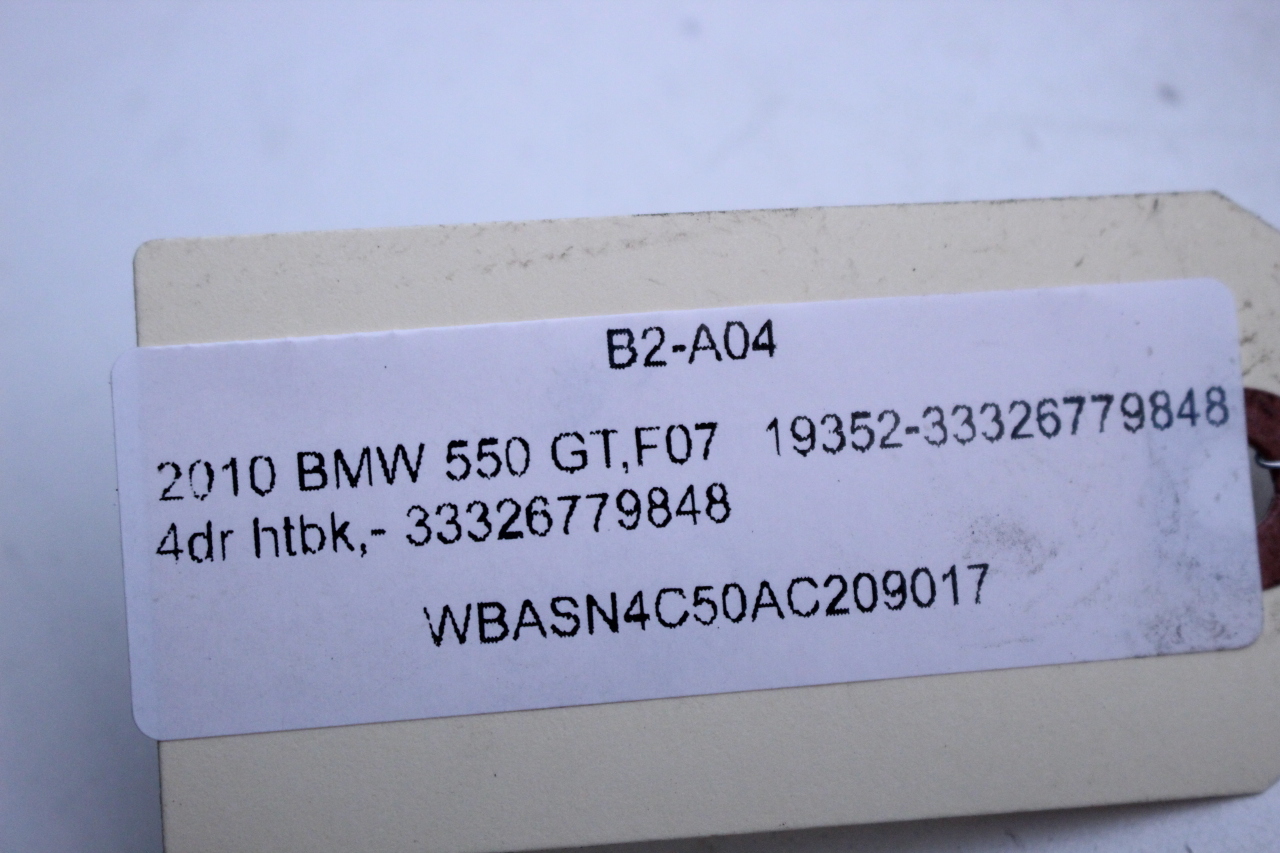 B2-A04
2010 BMW 550 GT,F07 19352-33326779848
4dr htbk,- 33326779848
WBASN4C50AC209017